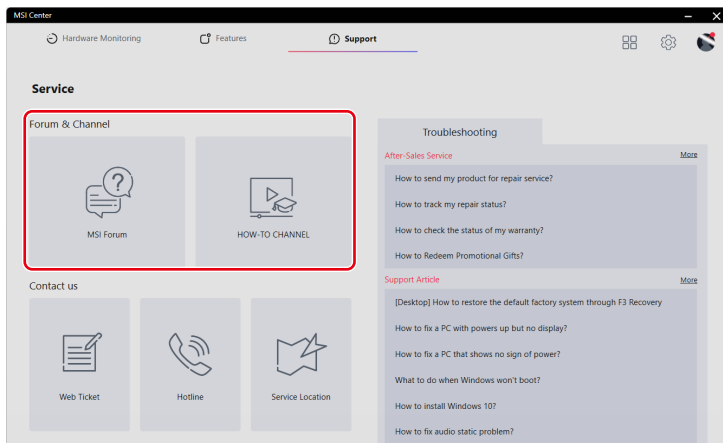 MSI Center
Hardware Monitoring
Features
Support
Service
Forum & Channel
MSI Forum
HOW-TO CHANNEL
Contact us
Web Ticket
Hotline
Service Location
Troubleshooting
After-Sales Service
More
How to send my product for repair service?
How to track my repair status?
How to check the status of my warranty?
How to Redeem Promotional Gifts?
Support Article
More
[Desktop] How to restore the default factory system through F3 Recovery
How to fix a PC with powers up but no display?
How to fix a PC that shows no sign of power?
What to do when Windows won't boot?
How to install Windows 10?
How to fix audio static problem?